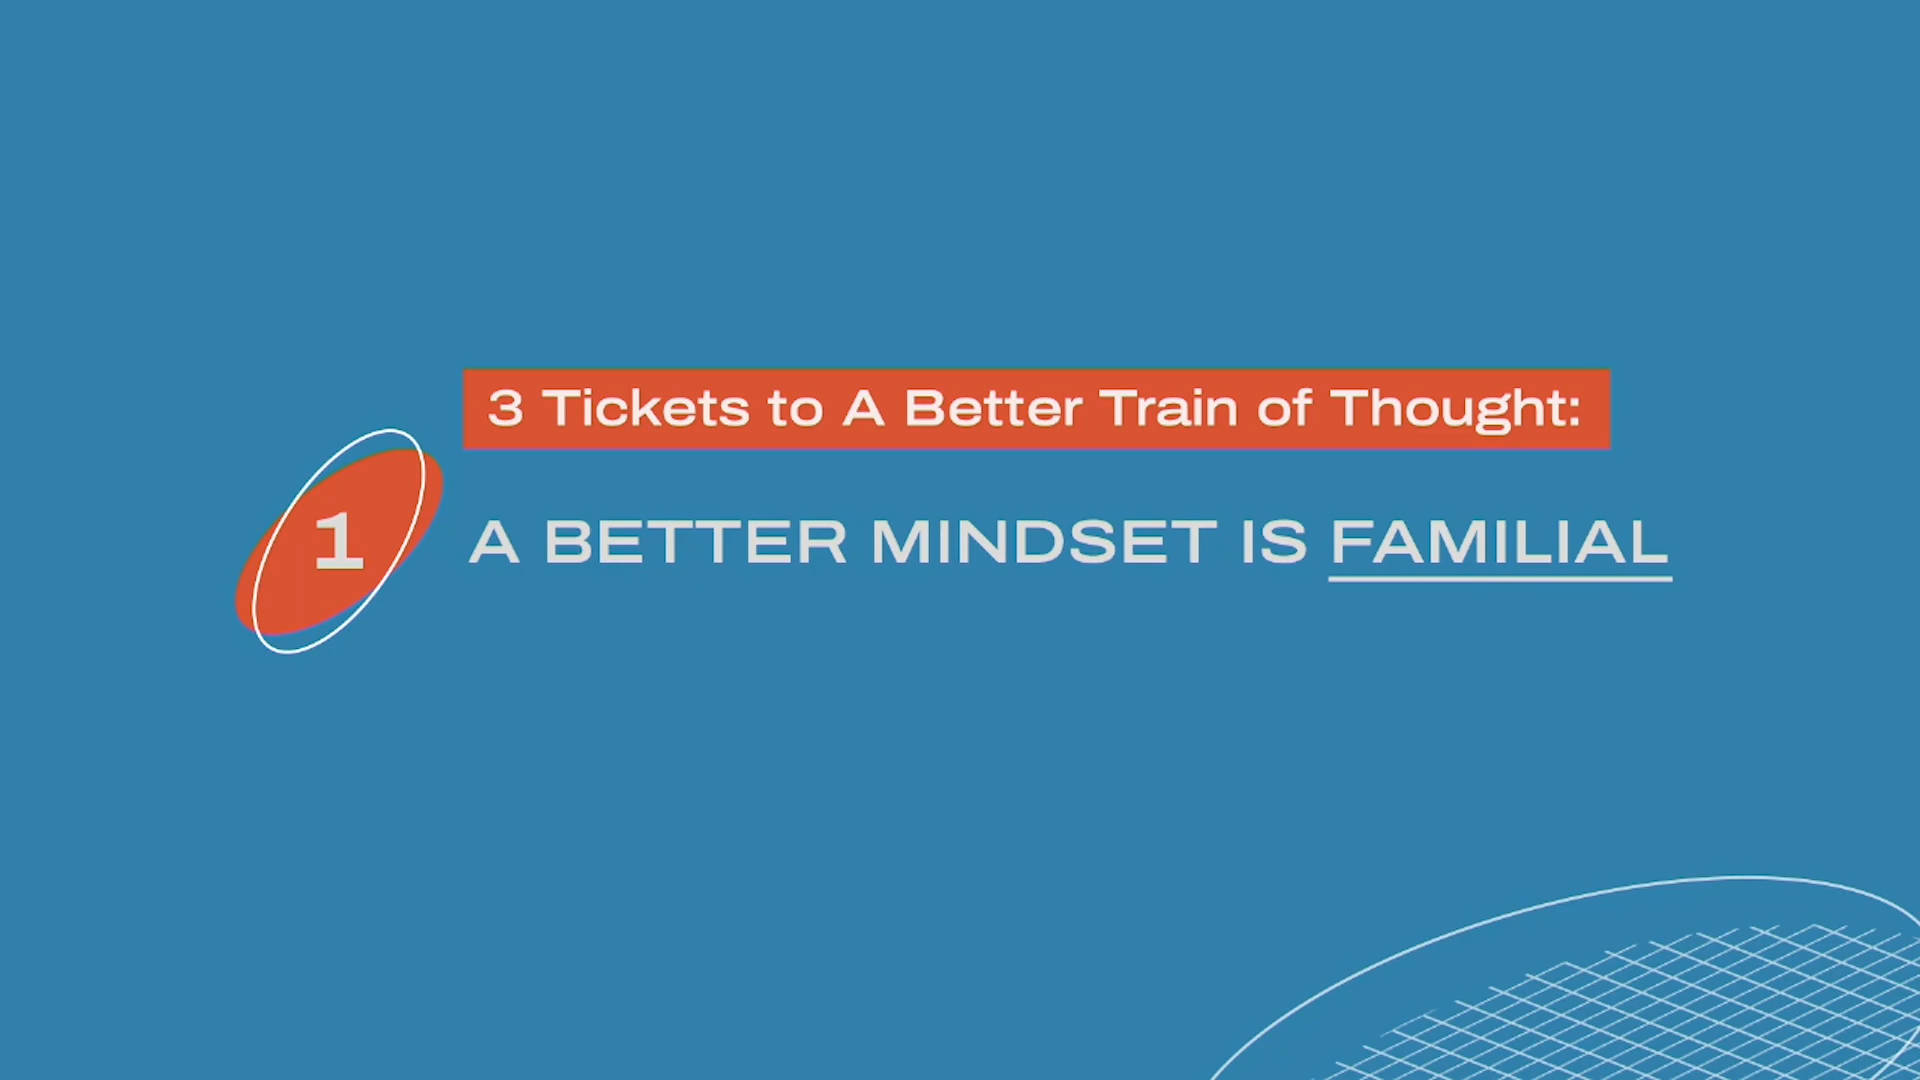 3 Tickets to A Better Train of Thought:
1
A BETTER MINDSET IS FAMILIAL